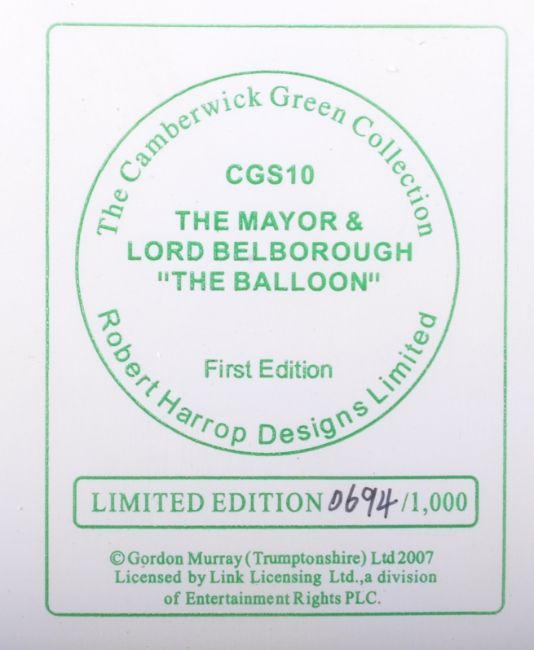 The Camberwick Green Collection
CGS10
THE MAYOR &
LORD BELBOROUGH
"THE BALLOON"
First Edition
Robert Harrop Designs Limited
LIMITED EDITION 0694/1,000
© Gordon Murray (Trumptonshire) Ltd 2007
Licensed by Link Licensing Ltd.,a division
of Entertainment Rights PLC.